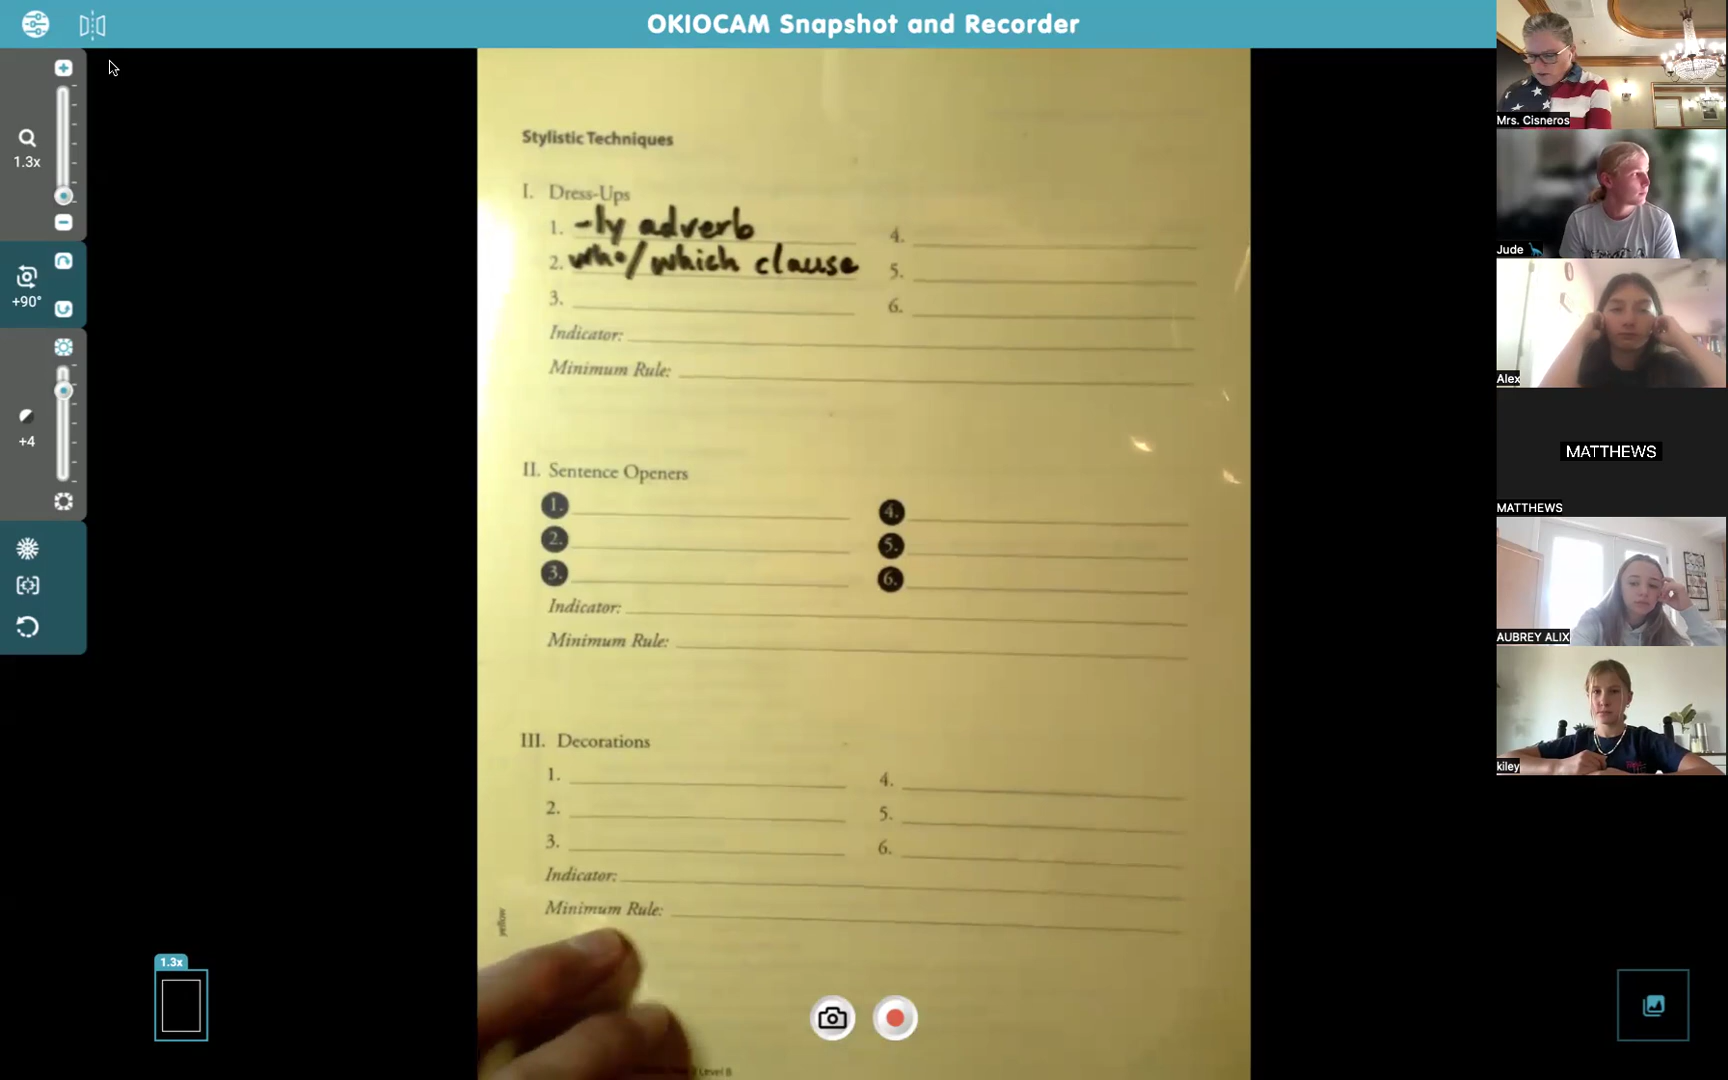 OKIOCAM Snapshot and Recorder
1.3x
+90°
+4
1.3x
Stylistic Techniques
I. Dress-Ups
1. -ly adverb
2. who/which clause
3.
4.
5.
6.
Indicator:
Minimum Rule:
II. Sentence Openers
1.
2.
3.
4.
5.
6.
Indicator:
Minimum Rule:
III. Decorations
1.
2.
3.
4.
5.
6.
Indicator:
Minimum Rule:
yellow
Level B
Mrs. Cisneros
Jude
Alex
MATTHEWS
MATTHEWS
AUBREY ALIX
kiley